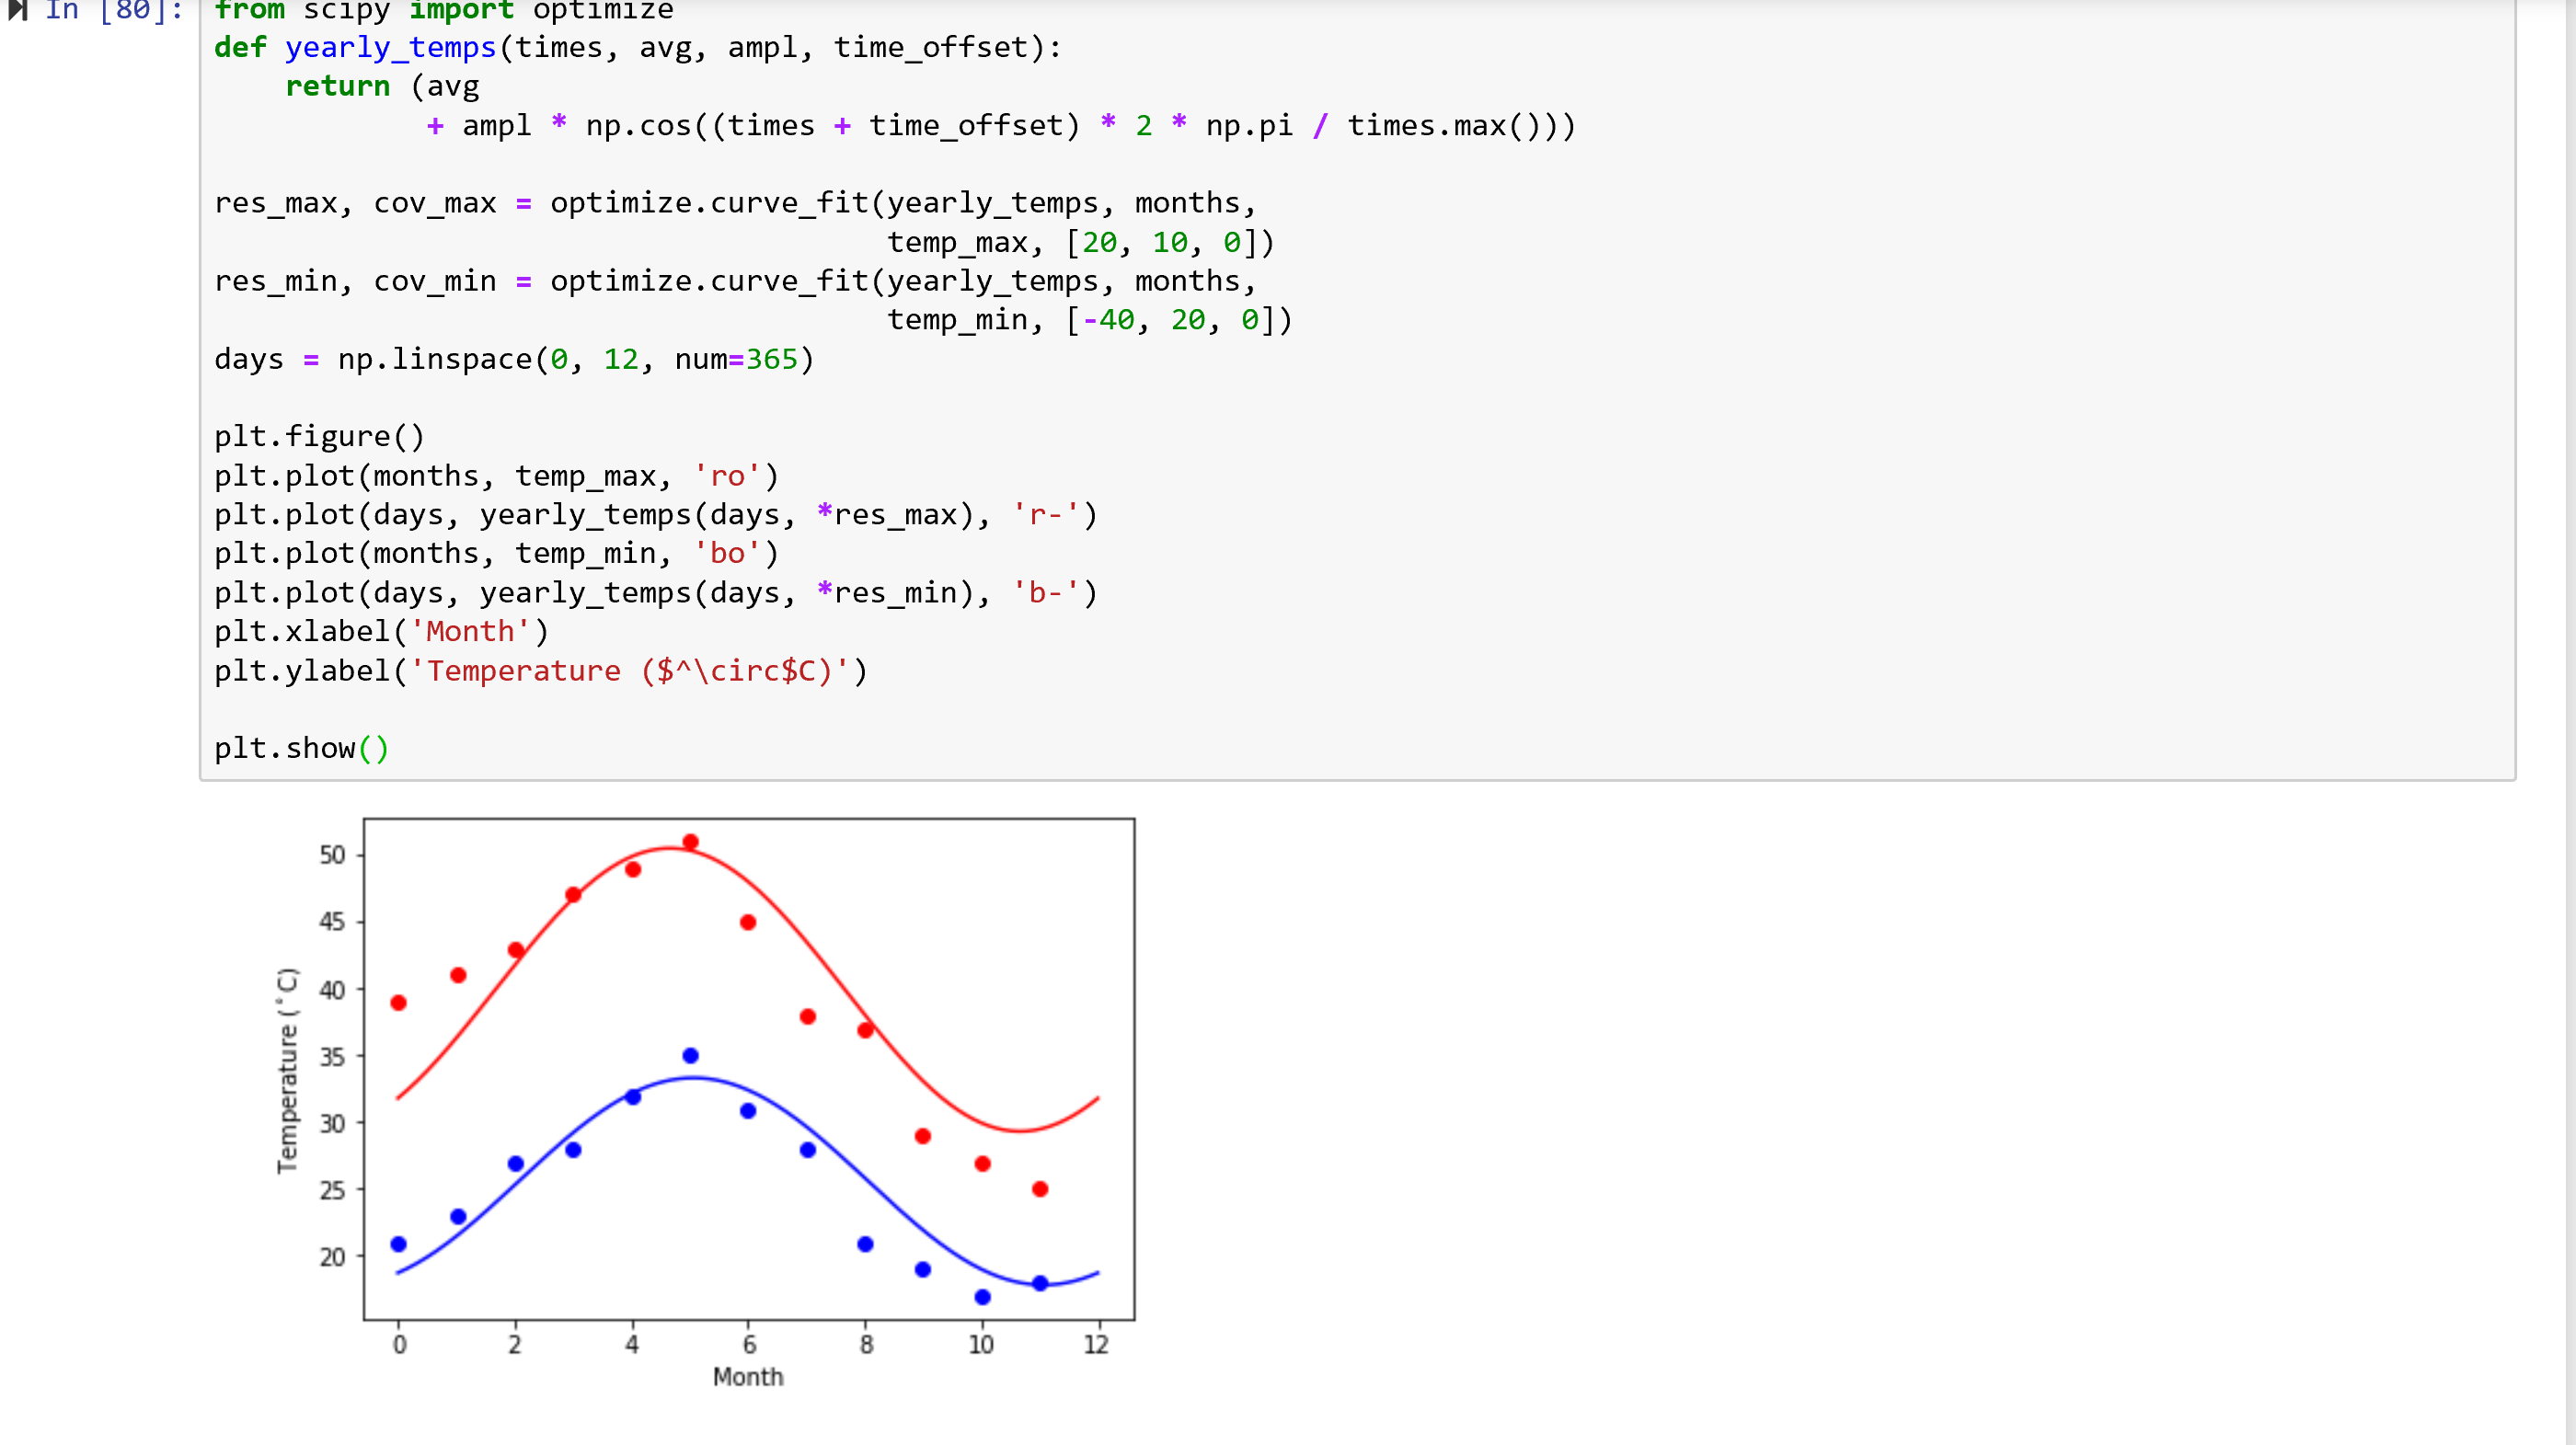 In [80]:
from scipy import optimize
def yearly_temps(times, avg, ampl, time_offset):
    return (avg
            + ampl * np.cos((times + time_offset) * 2 * np.pi / times.max()))

res_max, cov_max = optimize.curve_fit(yearly_temps, months,
                                      temp_max, [20, 10, 0])
res_min, cov_min = optimize.curve_fit(yearly_temps, months,
                                      temp_min, [-40, 20, 0])
days = np.linspace(0, 12, num=365)

plt.figure()
plt.plot(months, temp_max, 'ro')
plt.plot(days, yearly_temps(days, *res_max), 'r-')
plt.plot(months, temp_min, 'bo')
plt.plot(days, yearly_temps(days, *res_min), 'b-')
plt.xlabel('Month')
plt.ylabel('Temperature ($^\circ$C)')

plt.show()
50
45
40
35
30
25
20
Temperature (°C)
0 2 4 6 8 10 12
Month